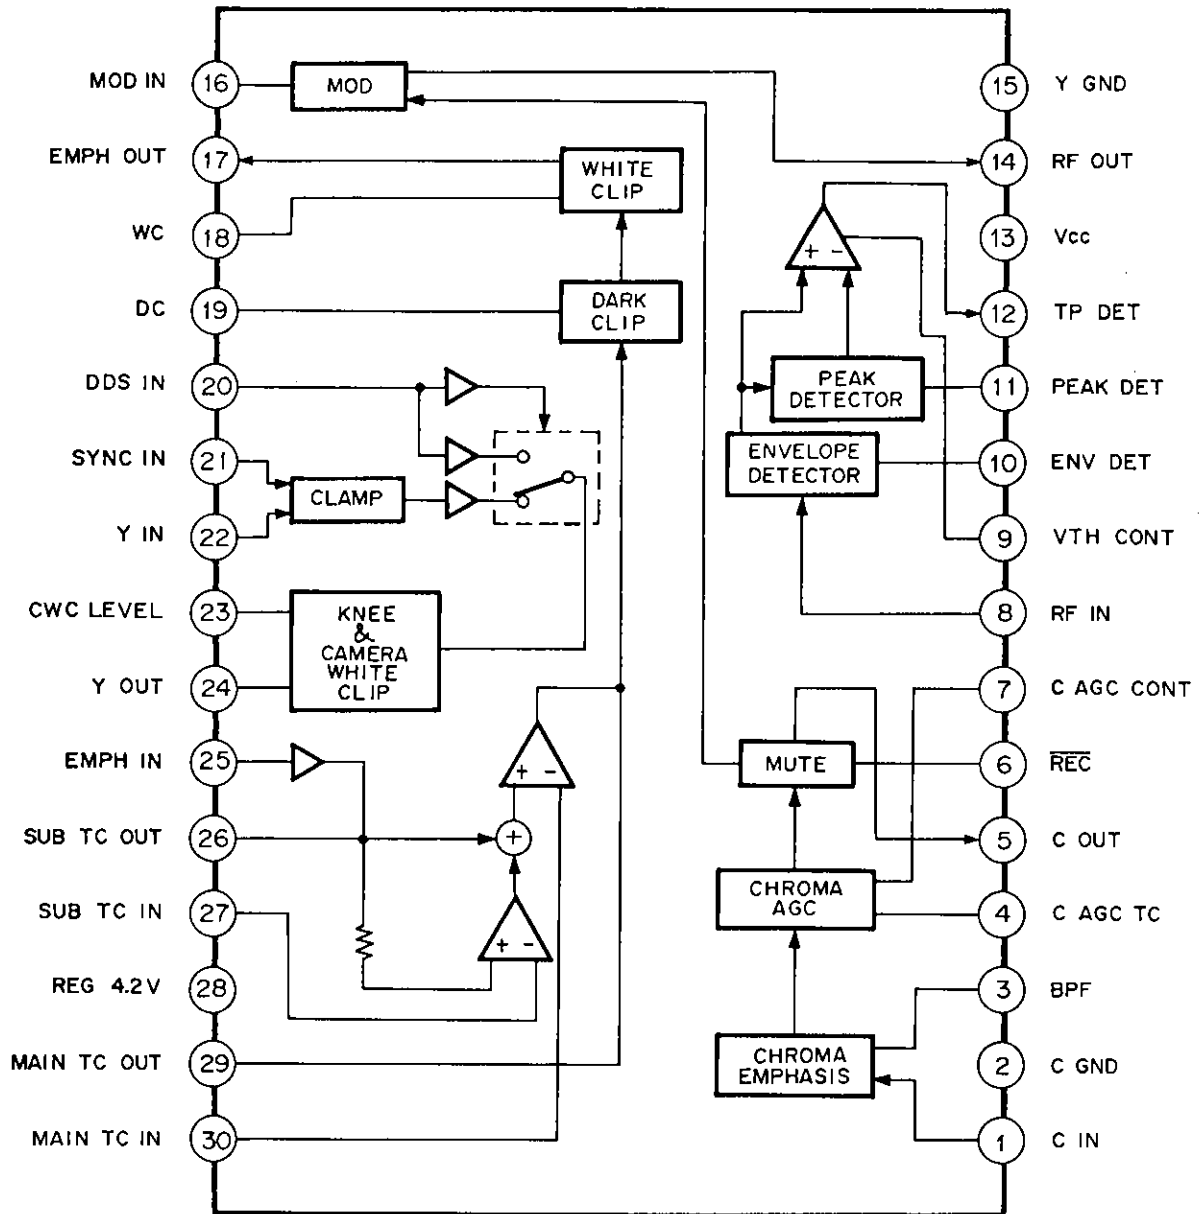 MOD IN 16 MOD 15 Y GND
EMPH OUT 17 WHITE CLIP 14 RF OUT
WC 18 + − 13 Vcc
DC 19 DARK CLIP 12 TP DET
DDS IN 20 PEAK DETECTOR 11 PEAK DET
SYNC IN 21 ENVELOPE DETECTOR 10 ENV DET
CLAMP
Y IN 22 9 VTH CONT
CWC LEVEL 23 8 RF IN
KNEE
&
CAMERA
WHITE
CLIP
Y OUT 24 7 C AGC CONT
EMPH IN 25 + − MUTE 6 REC
SUB TC OUT 26 + 5 C OUT
SUB TC IN 27 CHROMA AGC 4 C AGC TC
+ −
REG 4.2V 28 3 BPF
MAIN TC OUT 29 CHROMA EMPHASIS 2 C GND
MAIN TC IN 30 1 C IN